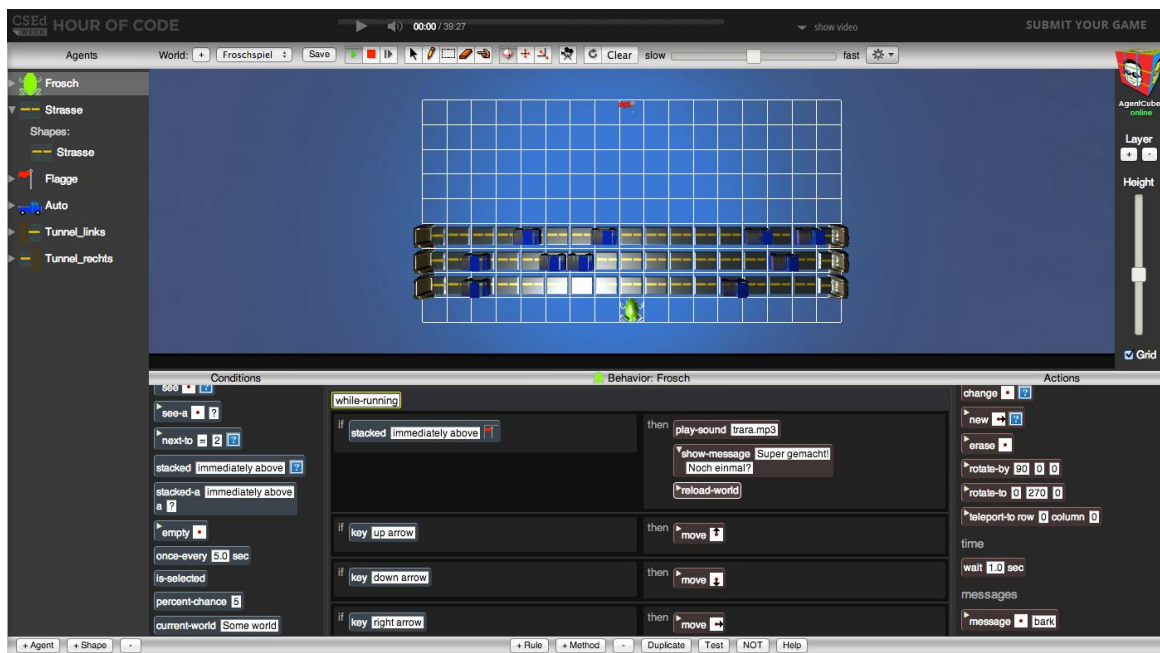 CSEd WEEK HOUR OF CODE
00:00 / 39:27
show video
SUBMIT YOUR GAME
Agents
World: + Froschspiel Save
Clear slow fast
Frosch
Strasse
Shapes:
Strasse
Flagge
Auto
Tunnel_links
Tunnel_rechts
AgentCube
online
Layer
+ -
Height
Grid
Conditions
see ?
see-a ?
next-to = 2 ?
stacked immediately above ?
stacked-a immediately above
a ?
empty
once-every 5.0 sec
is-selected
percent-chance 5
current-world Some world
Behavior: Frosch
while-running
if stacked immediately above
then play-sound trara.mp3
show-message Super gemacht!
Noch einmal?
reload-world
if key up arrow
then move
if key down arrow
then move
if key right arrow
then move
Actions
change ?
new ?
erase
rotate-by 90 0 0
rotate-to 0 270 0
teleport-to row 0 column 0
time
wait 1.0 sec
messages
message bark
+ Agent + Shape -
+ Rule + Method - Duplicate Test NOT Help